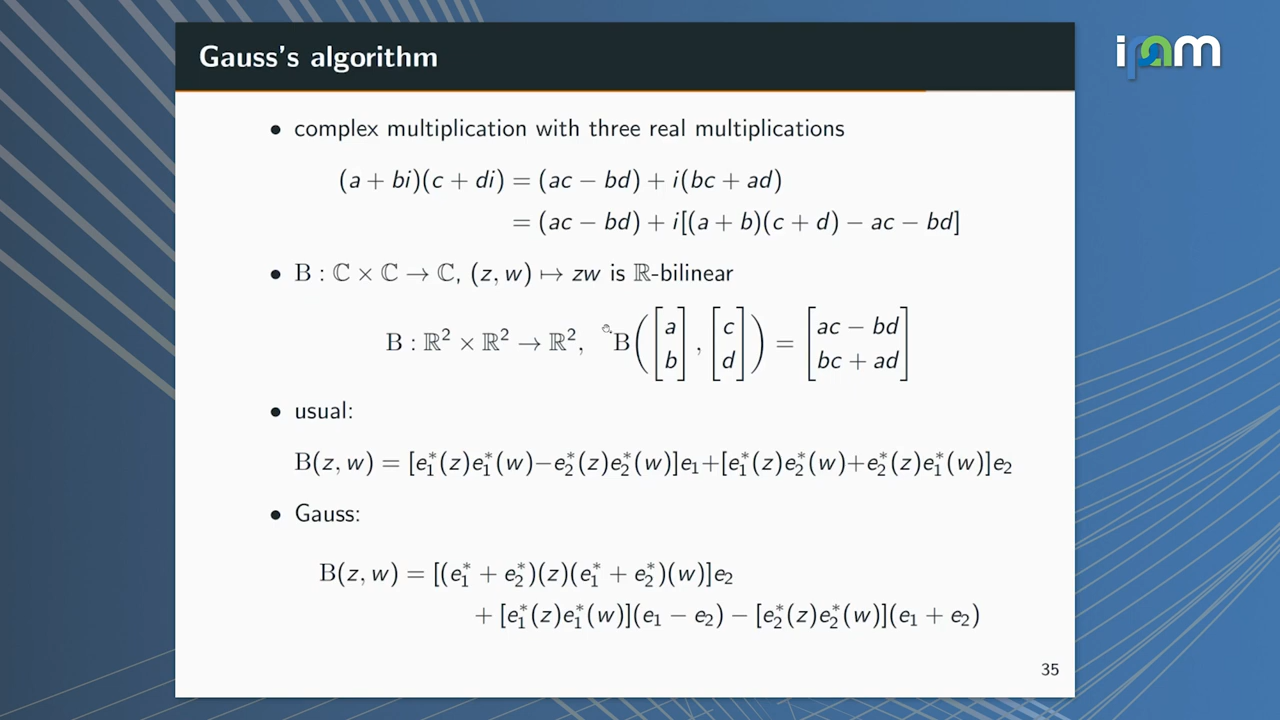 Gauss's algorithm
ipam
• complex multiplication with three real multiplications
(a + bi)(c + di) = (ac − bd) + i(bc + ad)
= (ac − bd) + i[(a + b)(c + d) − ac − bd]
• B : ℂ × ℂ → ℂ, (z, w) ↦ zw is ℝ-bilinear
B : ℝ² × ℝ² → ℝ², B([a b], [c d]) = [ac − bd bc + ad]
• usual:
B(z, w) = [e₁*(z)e₁*(w)−e₂*(z)e₂*(w)]e₁+[e₁*(z)e₂*(w)+e₂*(z)e₁*(w)]e₂
• Gauss:
B(z, w) = [(e₁* + e₂*)(z)(e₁* + e₂*)(w)]e₂
+ [e₁*(z)e₁*(w)](e₁ − e₂) − [e₂*(z)e₂*(w)](e₁ + e₂)
35